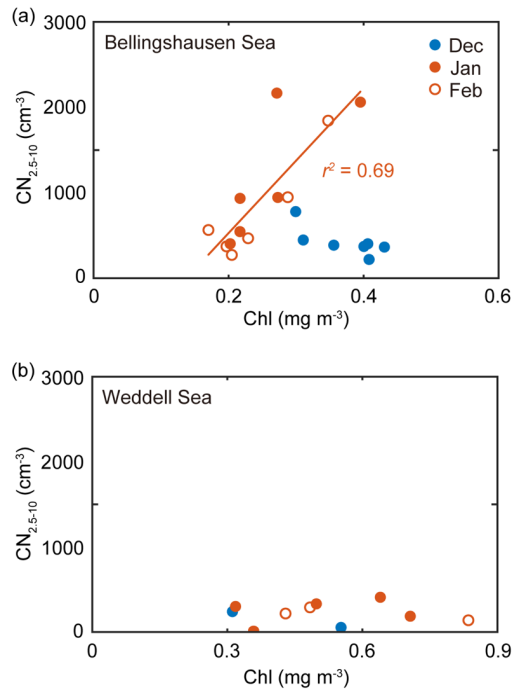 (a)
Bellingshausen Sea
Dec
Jan
Feb
r² = 0.69
CN2.5-10 (cm-3)
3000
2000
1000
0
0 0.2 0.4 0.6
Chl (mg m-3)
(b)
Weddell Sea
CN2.5-10 (cm-3)
3000
2000
1000
0
0 0.3 0.6 0.9
Chl (mg m-3)